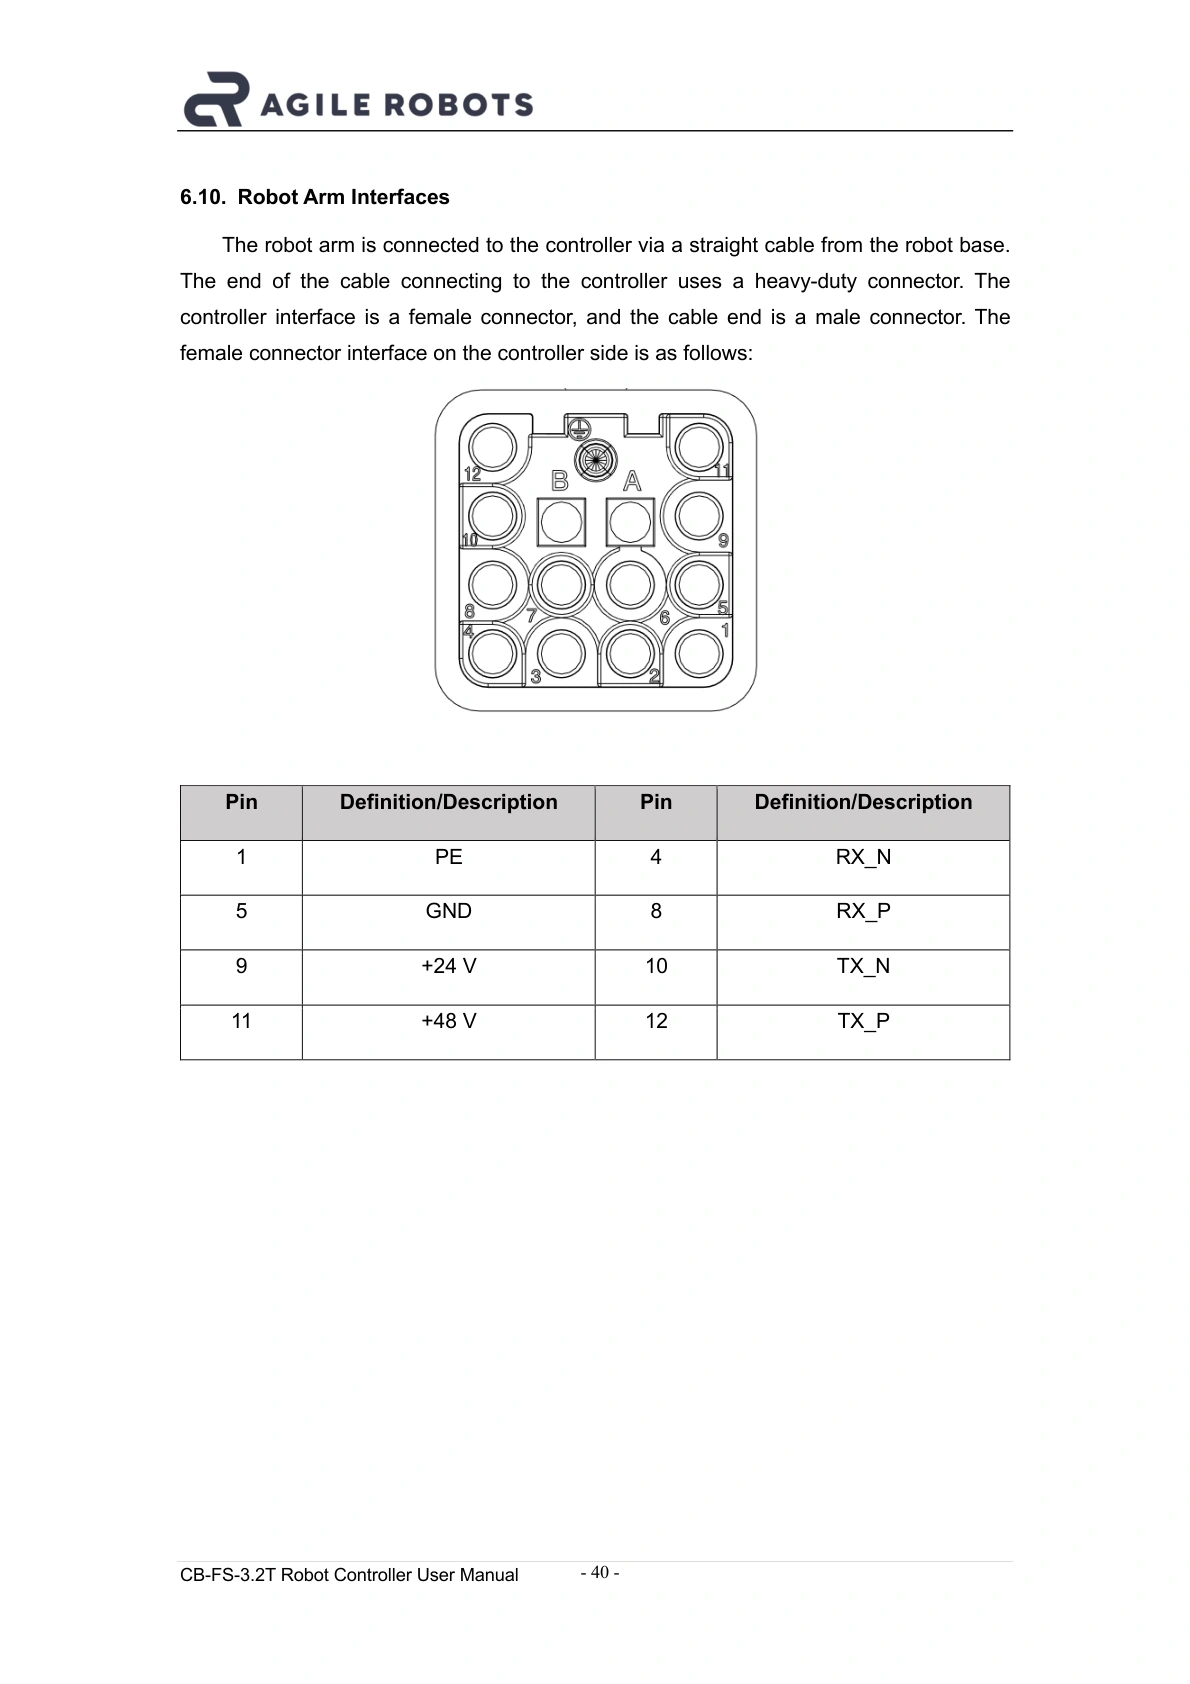 AGILE ROBOTS
6.10. Robot Arm Interfaces
The robot arm is connected to the controller via a straight cable from the robot base.
The end of the cable connecting to the controller uses a heavy-duty connector. The
controller interface is a female connector, and the cable end is a male connector. The
female connector interface on the controller side is as follows:
12 B A 11
10 9
8 7 6 5
4 3 2 1
Pin Definition/Description Pin Definition/Description
1 PE 4 RX_N
5 GND 8 RX_P
9 +24 V 10 TX_N
11 +48 V 12 TX_P
CB-FS-3.2T Robot Controller User Manual - 40 -